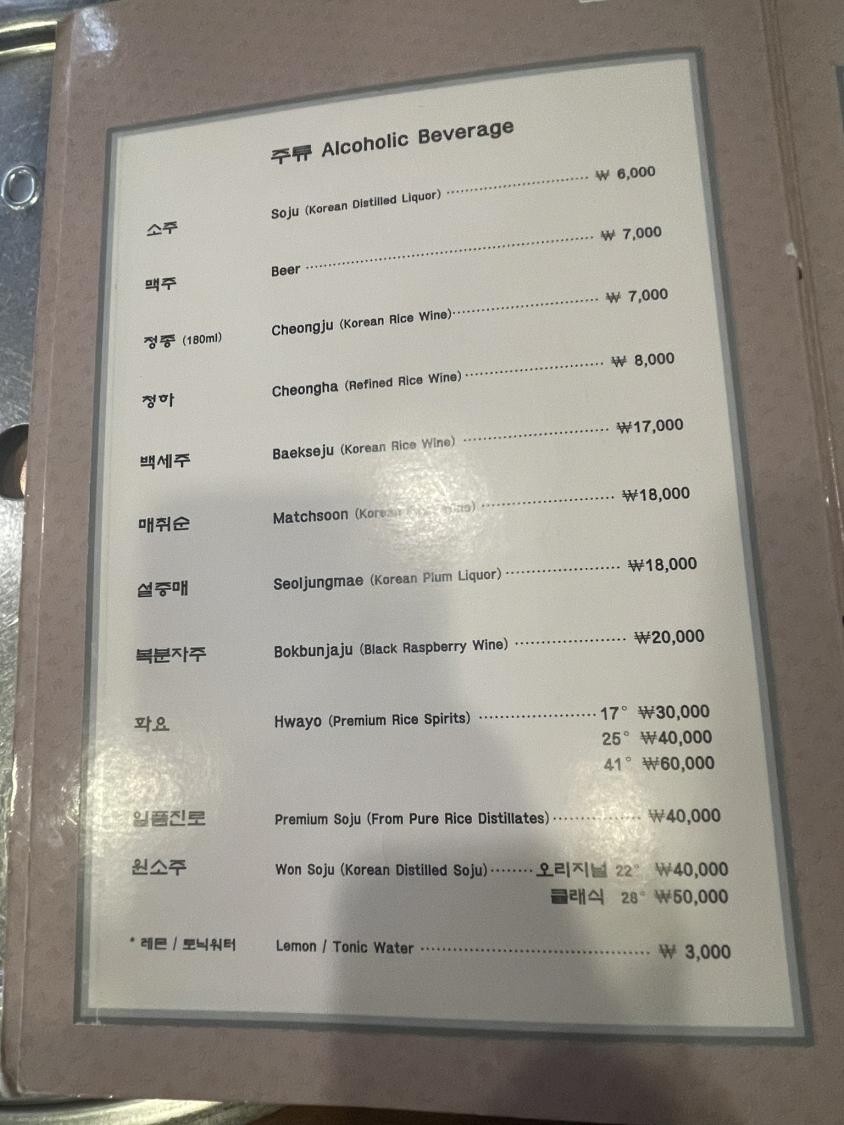 주류 Alcoholic Beverage
소주 Soju (Korean Distilled Liquor) ₩ 6,000
맥주 Beer ₩ 7,000
정종 (180ml) Cheongju (Korean Rice Wine) ₩ 7,000
청하 Cheongha (Refined Rice Wine) ₩ 8,000
백세주 Baekseju (Korean Rice Wine) ₩17,000
매취순 Matchsoon (Korean ₩18,000
설중매 Seoljungmae (Korean Plum Liquor) ₩18,000
복분자주 Bokbunjaju (Black Raspberry Wine) ₩20,000
화요 Hwayo (Premium Rice Spirits) 17° ₩30,000
25° ₩40,000
41° ₩60,000
일품진로 Premium Soju (From Pure Rice Distillates) ₩40,000
원소주 Won Soju (Korean Distilled Soju) 오리지널 22° ₩40,000
클래식 28° ₩50,000
* 레몬 / 토닉워터 Lemon / Tonic Water ₩ 3,000